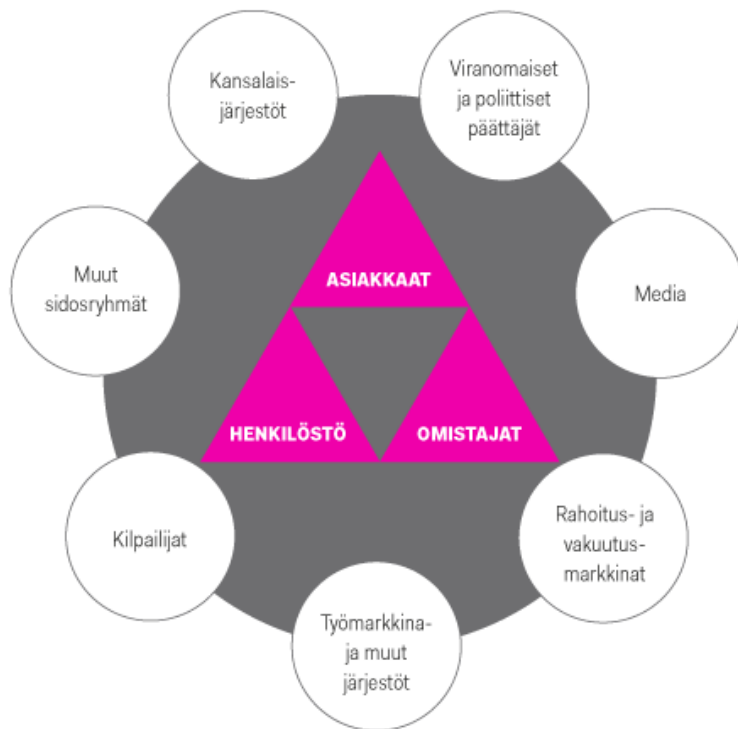 Kansalais-
järjestöt
Viranomaiset
ja poliittiset
päättäjät
Muut
sidosryhmät
ASIAKKAAT
Media
HENKILÖSTÖ
OMISTAJAT
Kilpailijat
Rahoitus- ja
vakuutus-
markkinat
Työmarkkina-
ja muut
järjestöt